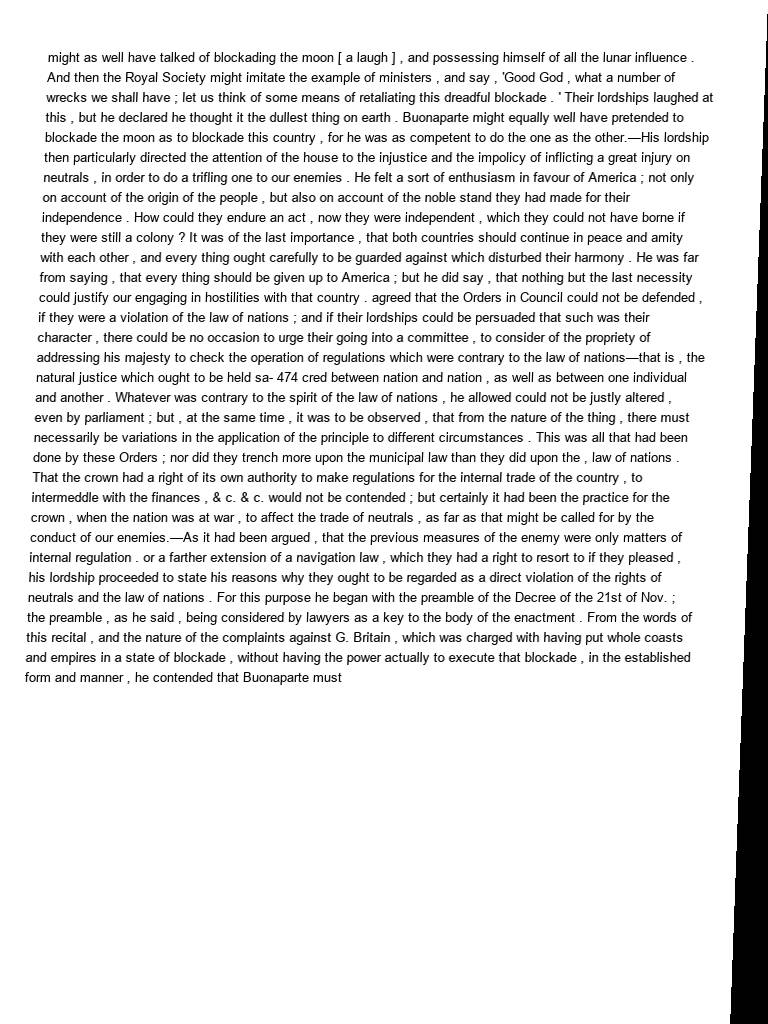 might as well have talked of blockading the moon [ a laugh ] , and possessing himself of all the lunar influence .
And then the Royal Society might imitate the example of ministers , and say , 'Good God , what a number of
wrecks we shall have ; let us think of some means of retaliating this dreadful blockade . ' Their lordships laughed at
this , but he declared he thought it the dullest thing on earth . Buonaparte might equally well have pretended to
blockade the moon as to blockade this country , for he was as competent to do the one as the other.—His lordship
then particularly directed the attention of the house to the injustice and the impolicy of inflicting a great injury on
neutrals , in order to do a trifling one to our enemies . He felt a sort of enthusiasm in favour of America ; not only
on account of the origin of the people , but also on account of the noble stand they had made for their
independence . How could they endure an act , now they were independent , which they could not have borne if
they were still a colony ? It was of the last importance , that both countries should continue in peace and amity
with each other , and every thing ought carefully to be guarded against which disturbed their harmony . He was far
from saying , that every thing should be given up to America ; but he did say , that nothing but the last necessity
could justify our engaging in hostilities with that country . agreed that the Orders in Council could not be defended ,
if they were a violation of the law of nations ; and if their lordships could be persuaded that such was their
character , there could be no occasion to urge their going into a committee , to consider of the propriety of
addressing his majesty to check the operation of regulations which were contrary to the law of nations—that is , the
natural justice which ought to be held sa- 474 cred between nation and nation , as well as between one individual
and another . Whatever was contrary to the spirit of the law of nations , he allowed could not be justly altered ,
even by parliament ; but , at the same time , it was to be observed , that from the nature of the thing , there must
necessarily be variations in the application of the principle to different circumstances . This was all that had been
done by these Orders ; nor did they trench more upon the municipal law than they did upon the , law of nations .
That the crown had a right of its own authority to make regulations for the internal trade of the country , to
intermeddle with the finances , & c. & c. would not be contended ; but certainly it had been the practice for the
crown , when the nation was at war , to affect the trade of neutrals , as far as that might be called for by the
conduct of our enemies.—As it had been argued , that the previous measures of the enemy were only matters of
internal regulation . or a farther extension of a navigation law , which they had a right to resort to if they pleased ,
his lordship proceeded to state his reasons why they ought to be regarded as a direct violation of the rights of
neutrals and the law of nations . For this purpose he began with the preamble of the Decree of the 21st of Nov. ;
the preamble , as he said , being considered by lawyers as a key to the body of the enactment . From the words of
this recital , and the nature of the complaints against G. Britain , which was charged with having put whole coasts
and empires in a state of blockade , without having the power actually to execute that blockade , in the established
form and manner , he contended that Buonaparte must